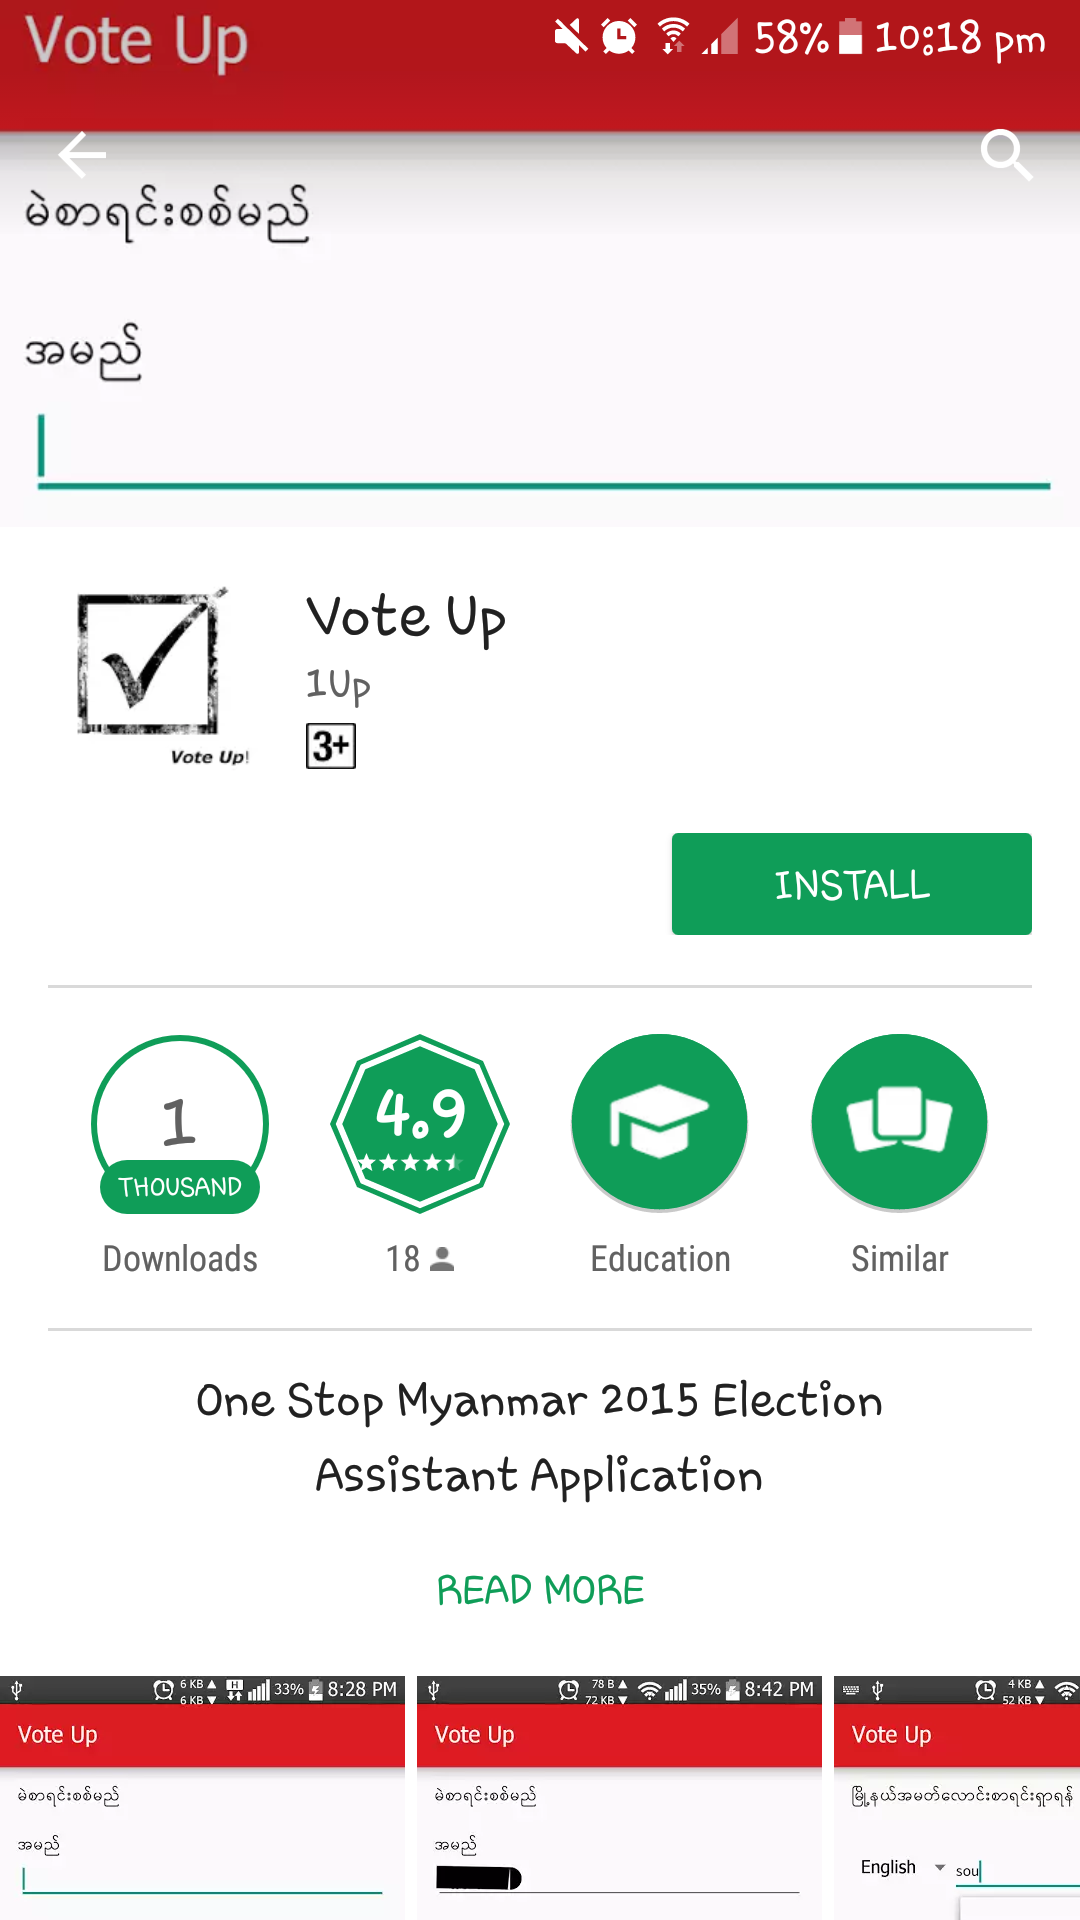 Vote Up
58% 10:18 pm
မဲစာရင်းစစ်မည်
အမည်
Vote Up!
Vote Up
1Up
3+
INSTALL
1
THOUSAND
4.9
Downloads
18
Education
Similar
One Stop Myanmar 2015 Election
Assistant Application
READ MORE
6 KB
6 KB
H
33% 8:28 PM
Vote Up
မဲစာရင်းစစ်မည်
အမည်
78 B
72 KB
35% 8:42 PM
Vote Up
မဲစာရင်းစစ်မည်
အမည်
4 KB
52 KB
Vote Up
မြို့နယ်အမတ်လောင်းစာရင်းရှာရန်
English
sou